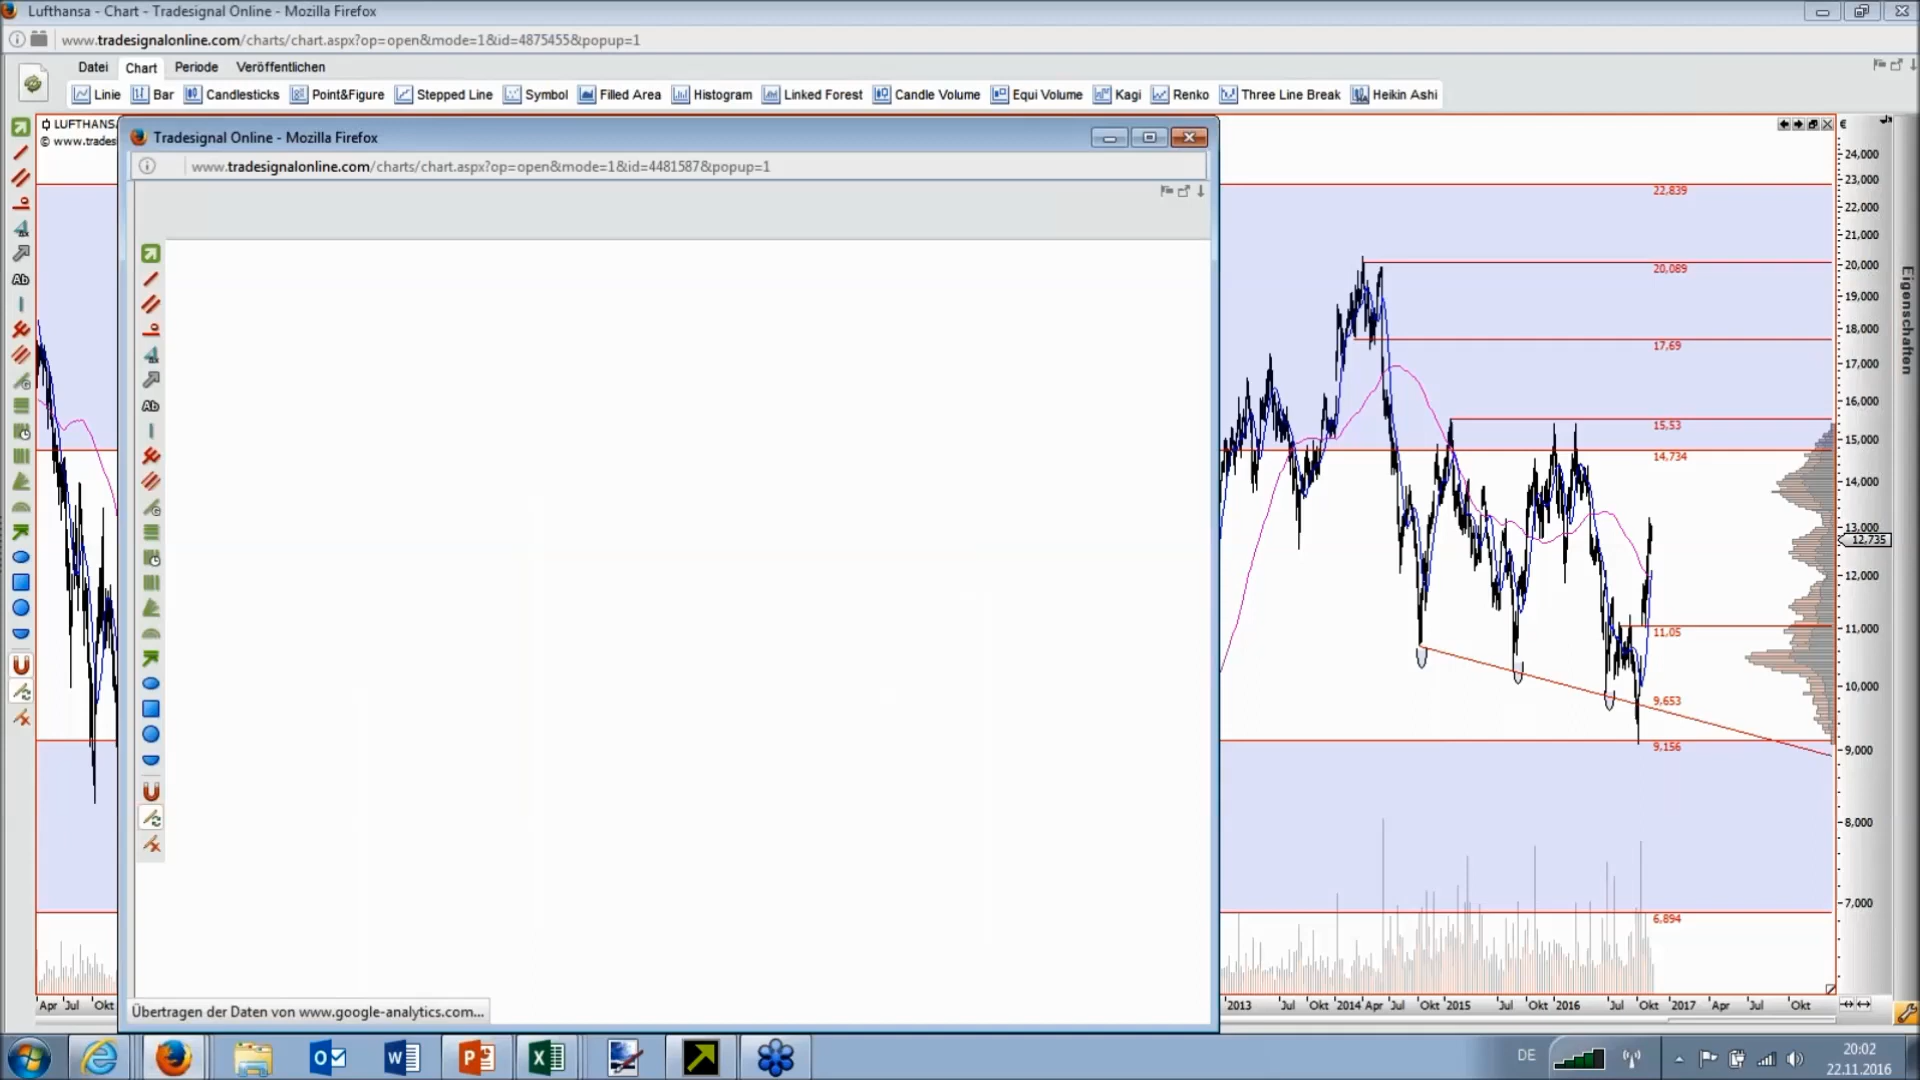 Lufthansa - Chart - Tradesignal Online - Mozilla Firefox
www.tradesignalonline.com/charts/chart.aspx?op=open&mode=1&id=4875455&popup=1
Datei Chart Periode Veröffentlichen
Linie Bar Candlesticks Point&Figure Stepped Line Symbol Filled Area Histogram Linked Forest Candle Volume Equi Volume Kagi Renko Three Line Break Heikin Ashi
LUFTHANSA
© www.trades
Tradesignal Online - Mozilla Firefox
www.tradesignalonline.com/charts/chart.aspx?op=open&mode=1&id=4481587&popup=1
Ab
Ab
€
24,000
23,000
22,000
21,000
20,000
19,000
18,000
17,000
16,000
15,000
14,000
13,000
12,735
12,000
11,000
10,000
9,000
8,000
7,000
22,839
20,089
17,69
15,53
14,734
11,05
9,653
9,156
6,894
Eigenschaften
Apr Jul Okt
2013 Jul Okt 2014 Apr Jul Okt 2015 Jul Okt 2016 Jul Okt 2017 Apr Jul Okt
Übertragen der Daten von www.google-analytics.com...
DE
20:02
22.11.2016